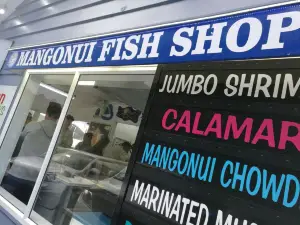 MANGONUI FISH SHOP
JUMBO SHRIM
CALAMAR
MANGONUI CHOWD
MARINATED MU